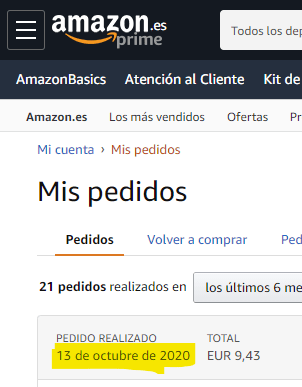 amazon.es
prime
Todos los dep
AmazonBasics Atención al Cliente Kit de
Amazon.es Los más vendidos Ofertas Pr
Mi cuenta › Mis pedidos
Mis pedidos
Pedidos Volver a comprar Ped
21 pedidos realizados en los últimos 6 me
PEDIDO REALIZADO TOTAL
13 de octubre de 2020 EUR 9,43